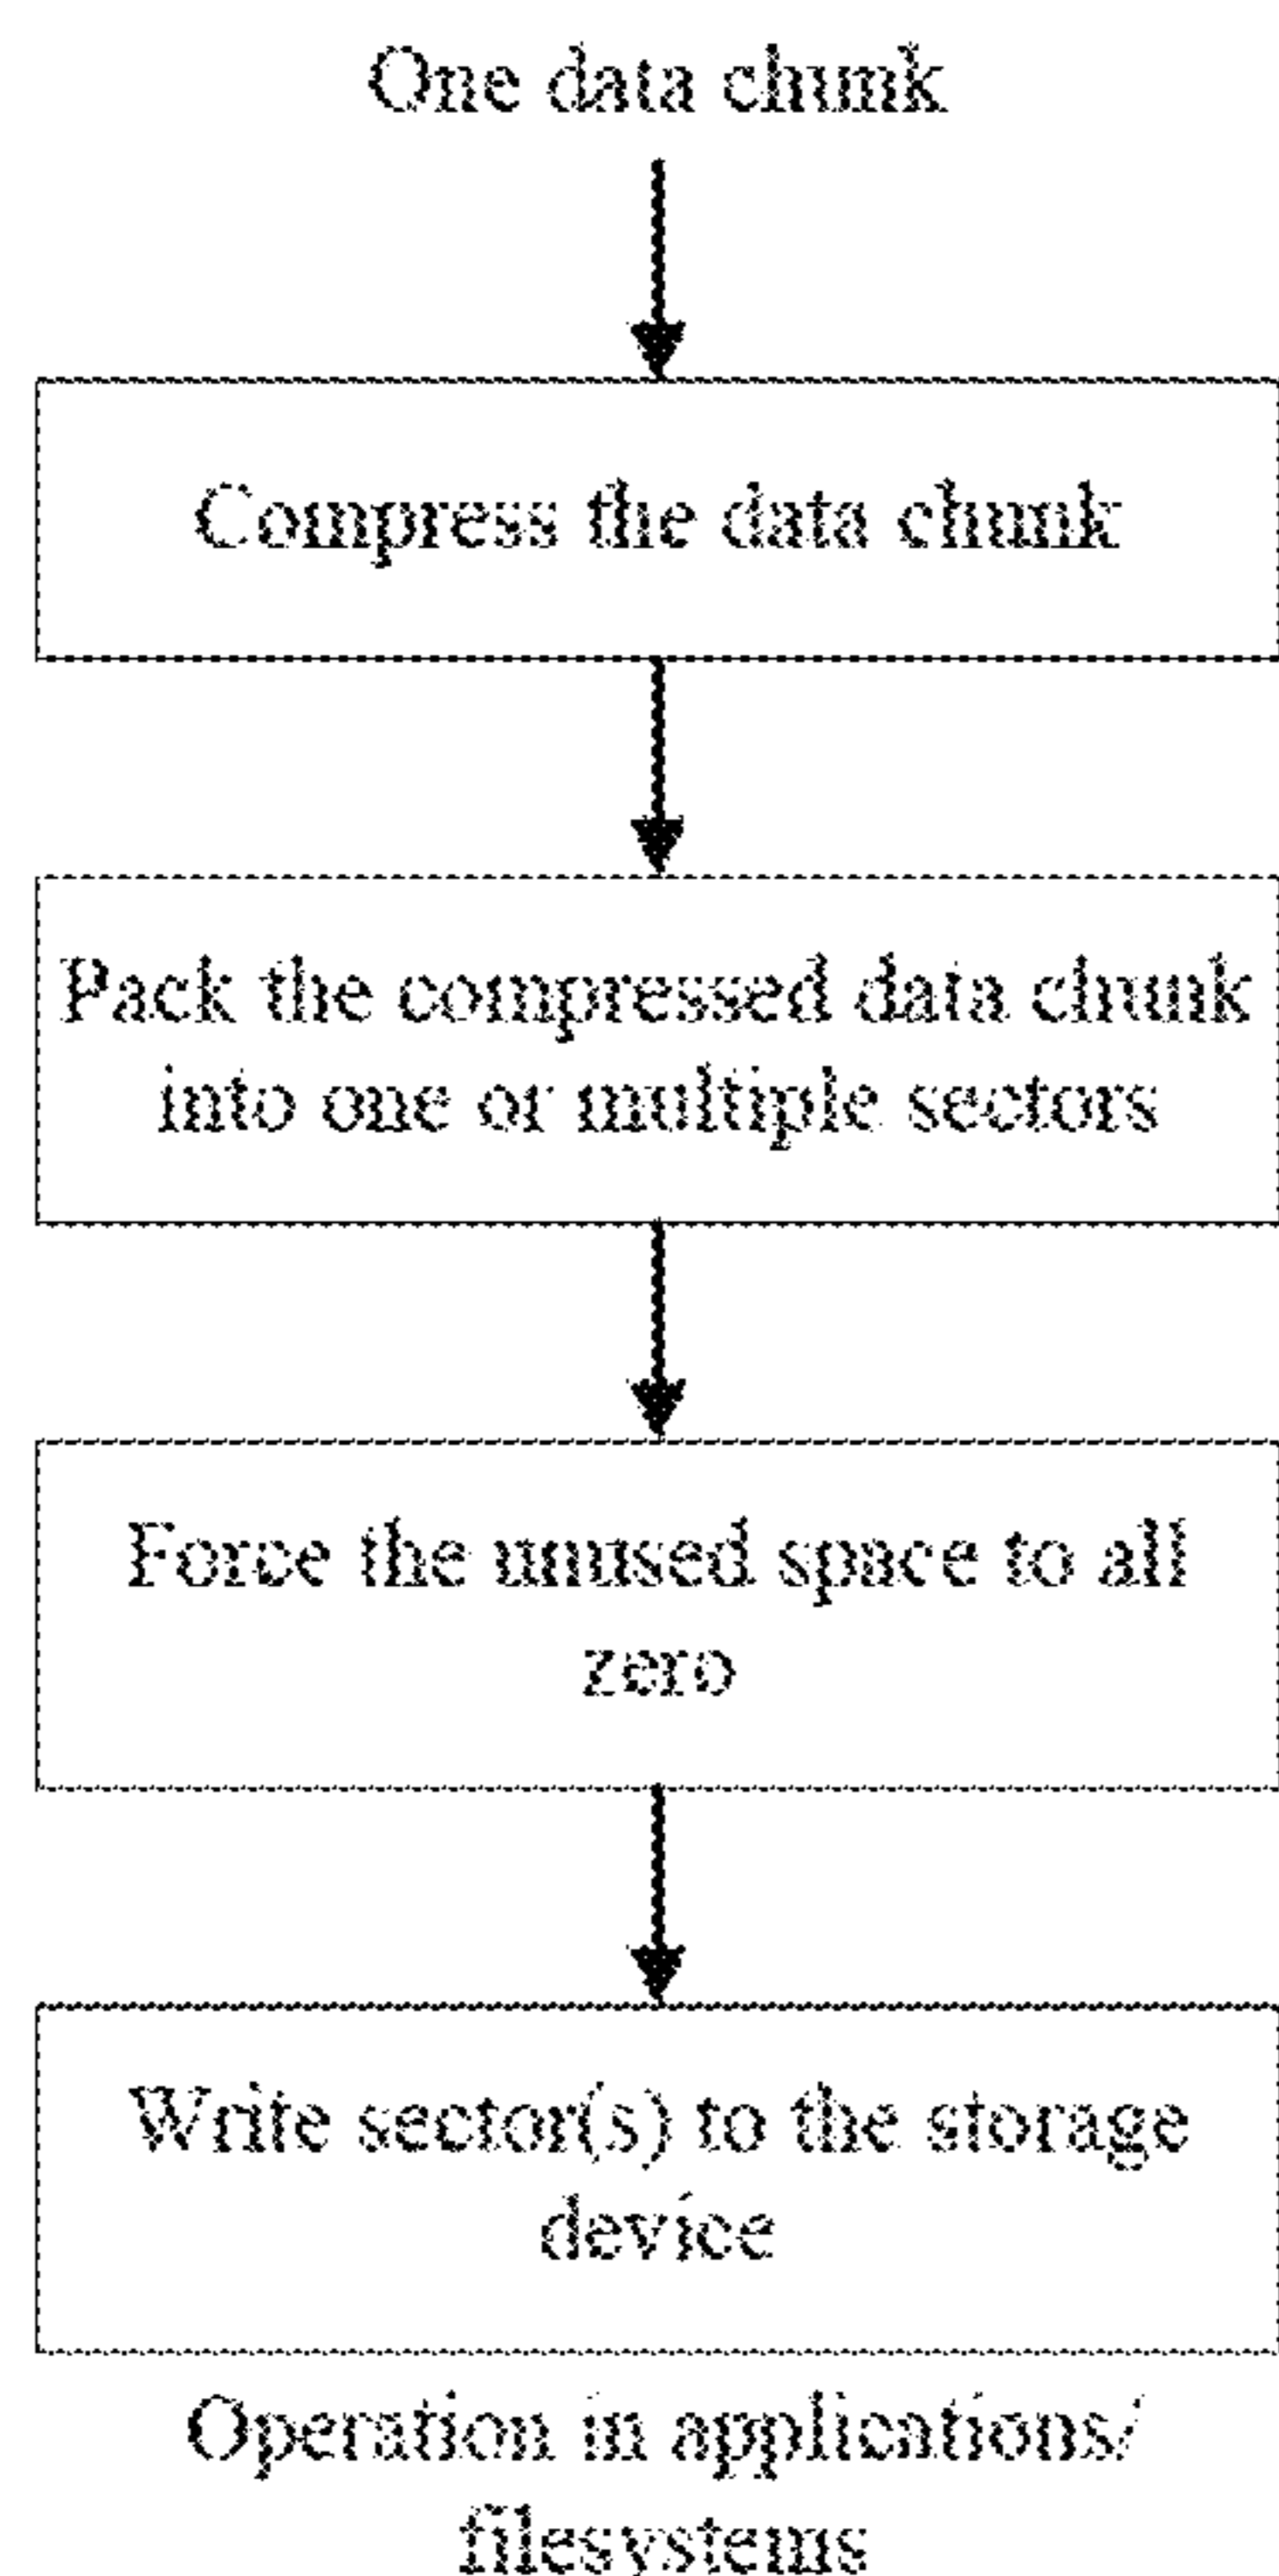 One data chunk
Compress the data chunk
Pack the compressed data chunk
into one or multiple sectors
Force the unused space to all
zero
Write sector(s) to the storage
device
Operation in applications/
filesystems